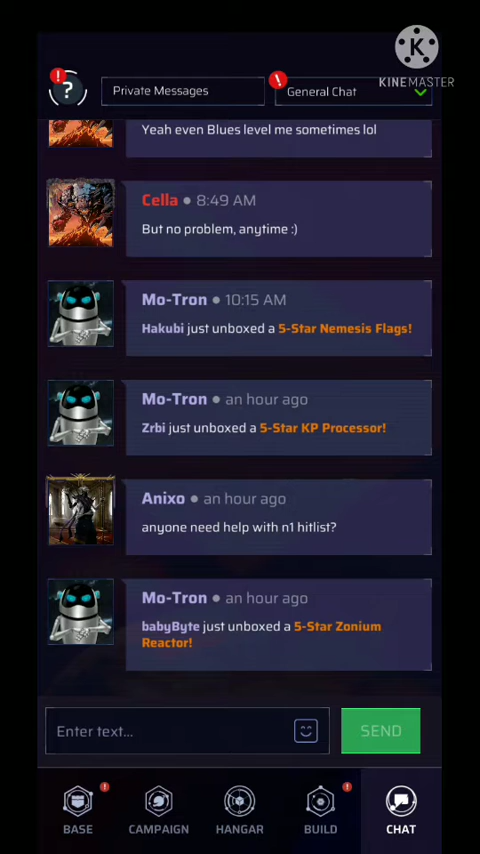 K
KINEMASTER
!
?
Private Messages
!
General Chat
Yeah even Blues level me sometimes lol
Cella ● 8:49 AM
But no problem, anytime :)
Mo-Tron ● 10:15 AM
Hakubi just unboxed a 5-Star Nemesis Flags!
Mo-Tron ● an hour ago
Zrbi just unboxed a 5-Star KP Processor!
Anixo ● an hour ago
anyone need help with n1 hitlist?
Mo-Tron ● an hour ago
babyByte just unboxed a 5-Star Zonium
Reactor!
Enter text...
SEND
! !
BASE CAMPAIGN HANGAR BUILD CHAT